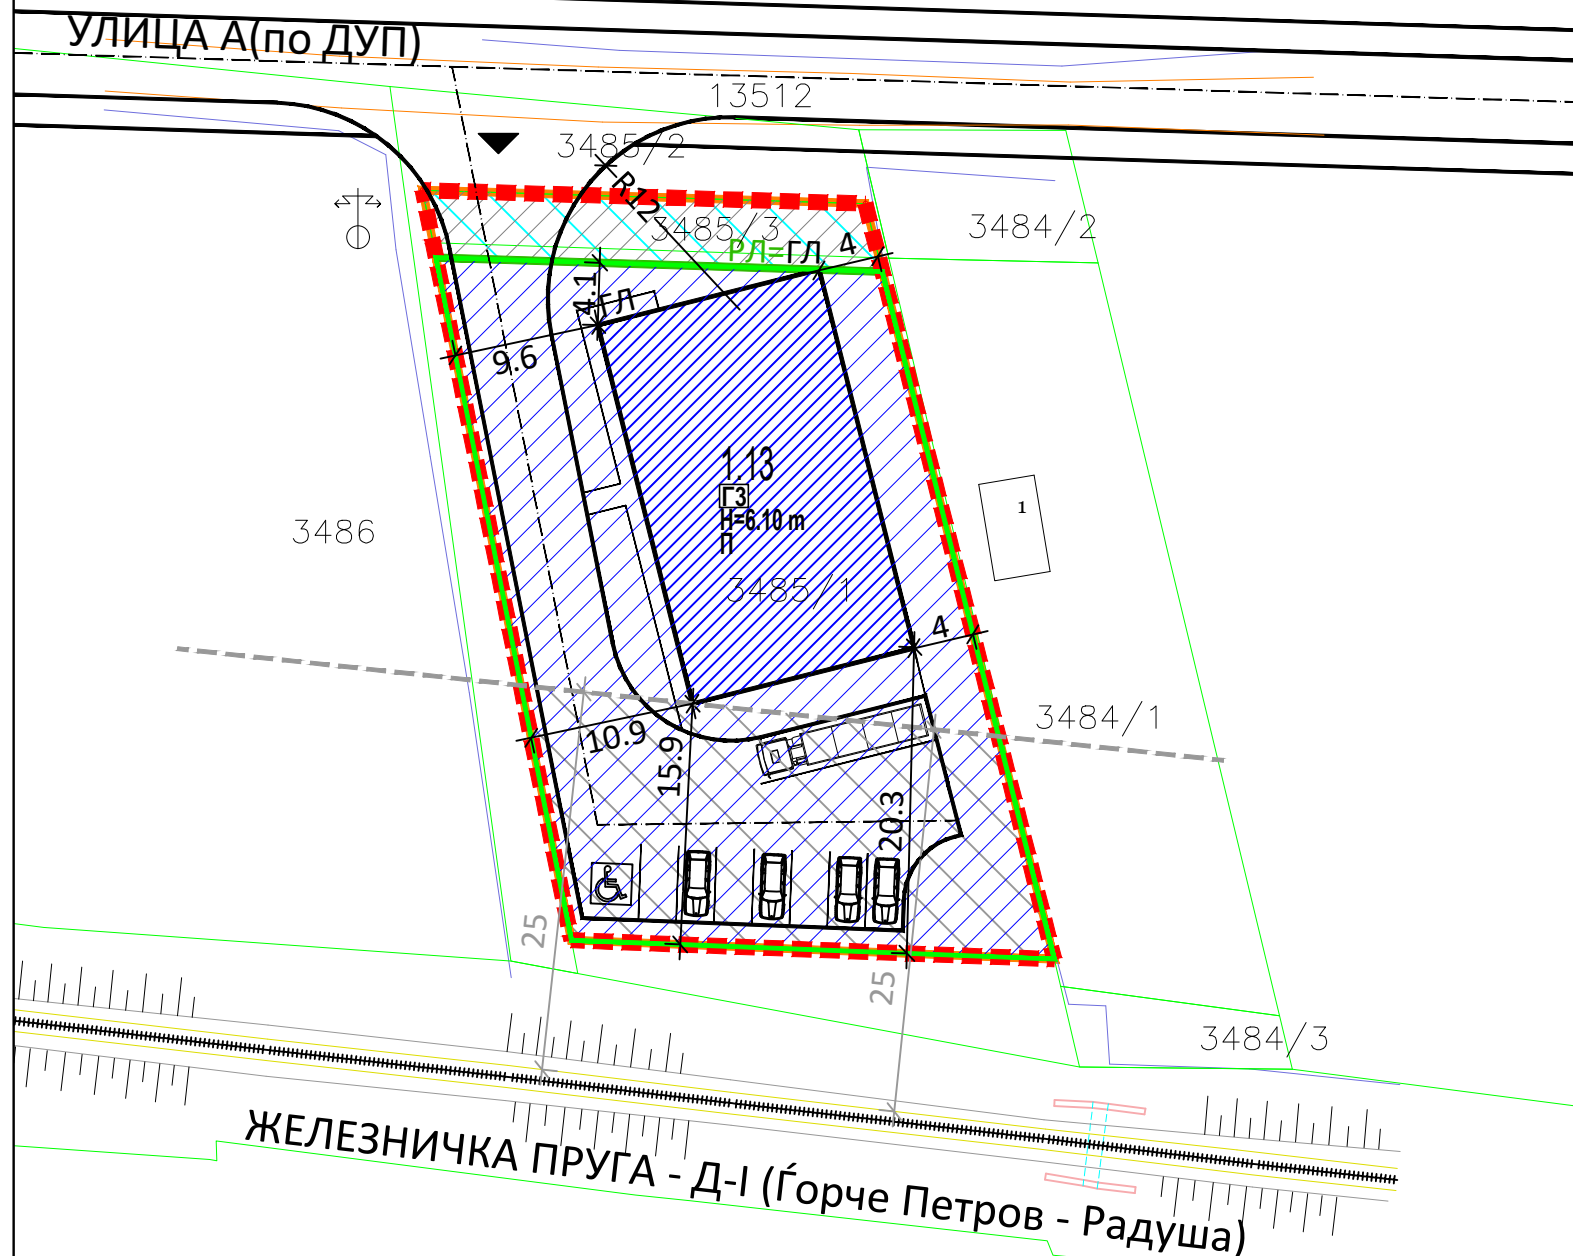 УЛИЦА А(по ДУП)
13512
3485/2
R12
3485/3
3484/2
РЛ=ГЛ
4
4.1
ГЛ
9.6
1.13
Г3
H=6.10 m
П
1
3486
3485/1
4
3484/1
10.9
15.9
20.3
25
25
3484/3
ЖЕЛЕЗНИЧКА ПРУГА - Д-I (Ѓорче Петров - Радуша)